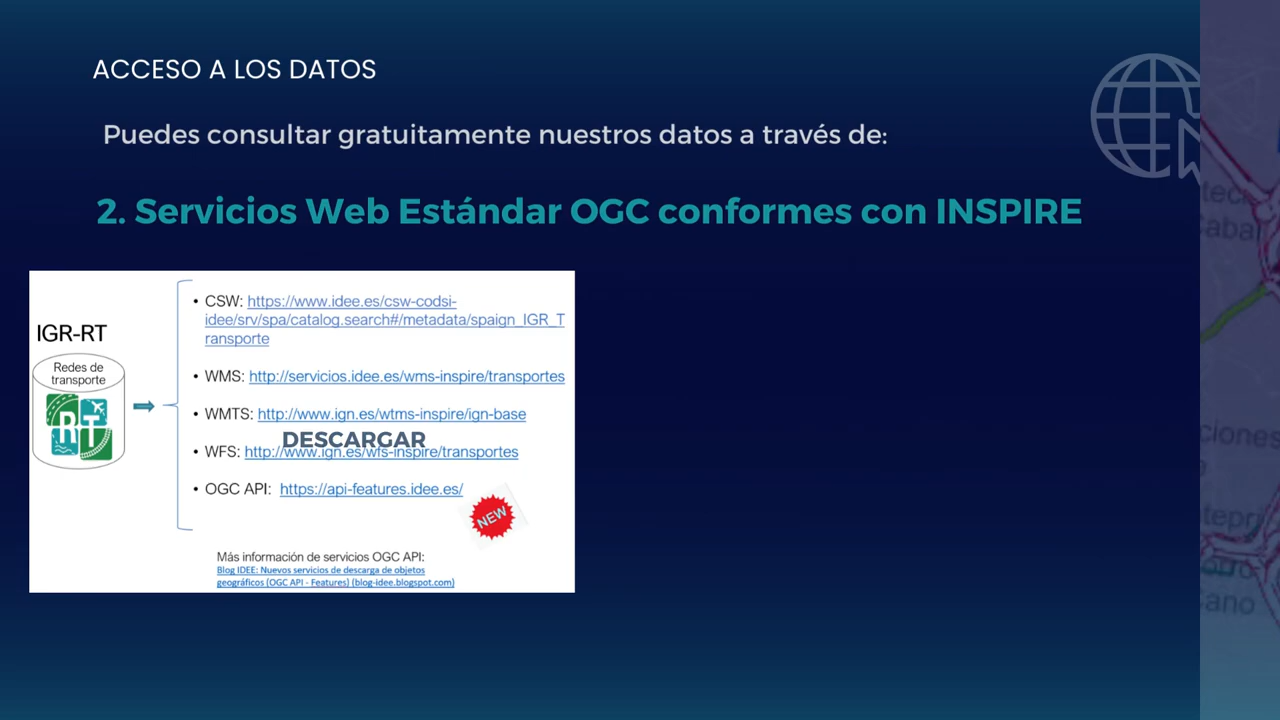 ACCESO A LOS DATOS
Puedes consultar gratuitamente nuestros datos a través de:
2. Servicios Web Estándar OGC conformes con INSPIRE
IGR-RT
Redes de
transporte
RT
• CSW: https://www.idee.es/csw-codsi-
idee/srv/spa/catalog.search#/metadata/spaign_IGR_T
ransporte
• WMS: http://servicios.idee.es/wms-inspire/transportes
• WMTS: http://www.ign.es/wtms-inspire/ign-base
DESCARGAR
• WFS: http://www.ign.es/wfs-inspire/transportes
• OGC API: https://api-features.idee.es/
NEW
Más información de servicios OGC API:
Blog IDEE: Nuevos servicios de descarga de objetos
geográficos (OGC API - Features) (blog-idee.blogspot.com)
ciones
Cano